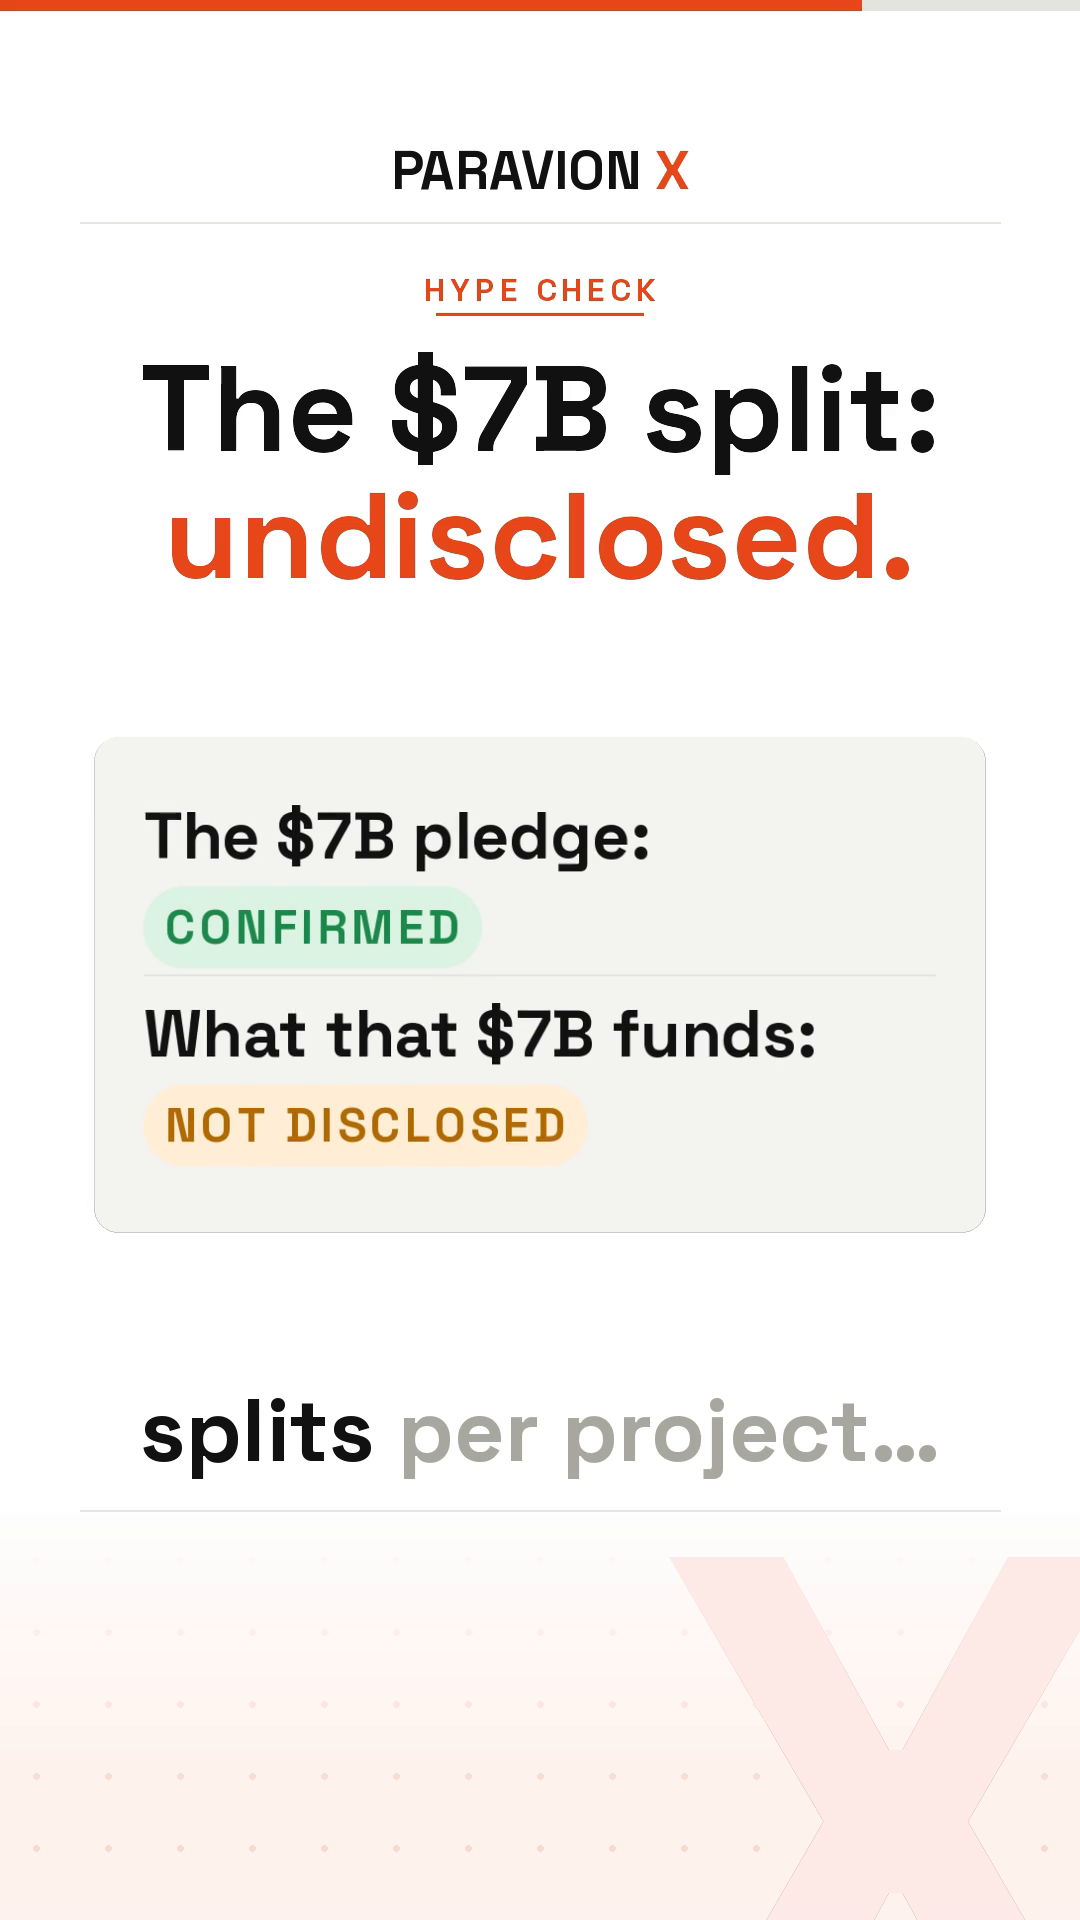 PARAVION X
HYPE CHECK
The $7B split:
undisclosed.
The $7B pledge:
CONFIRMED
What that $7B funds:
NOT DISCLOSED
splits per project...
X